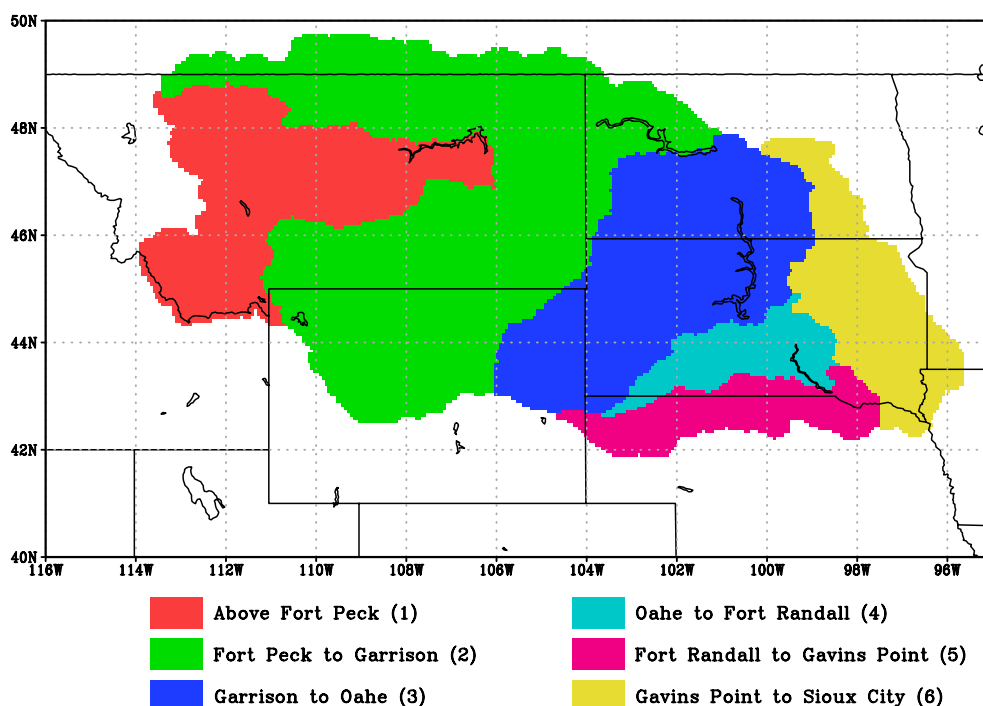 50N
48N
46N
44N
42N
40N
116W 114W 112W 110W 108W 106W 104W 102W 100W 98W 96W
Above Fort Peck (1)
Fort Peck to Garrison (2)
Garrison to Oahe (3)
Oahe to Fort Randall (4)
Fort Randall to Gavins Point (5)
Gavins Point to Sioux City (6)